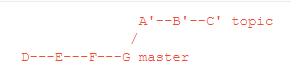 A'--B'--C' topic
/
D---E---F---G master